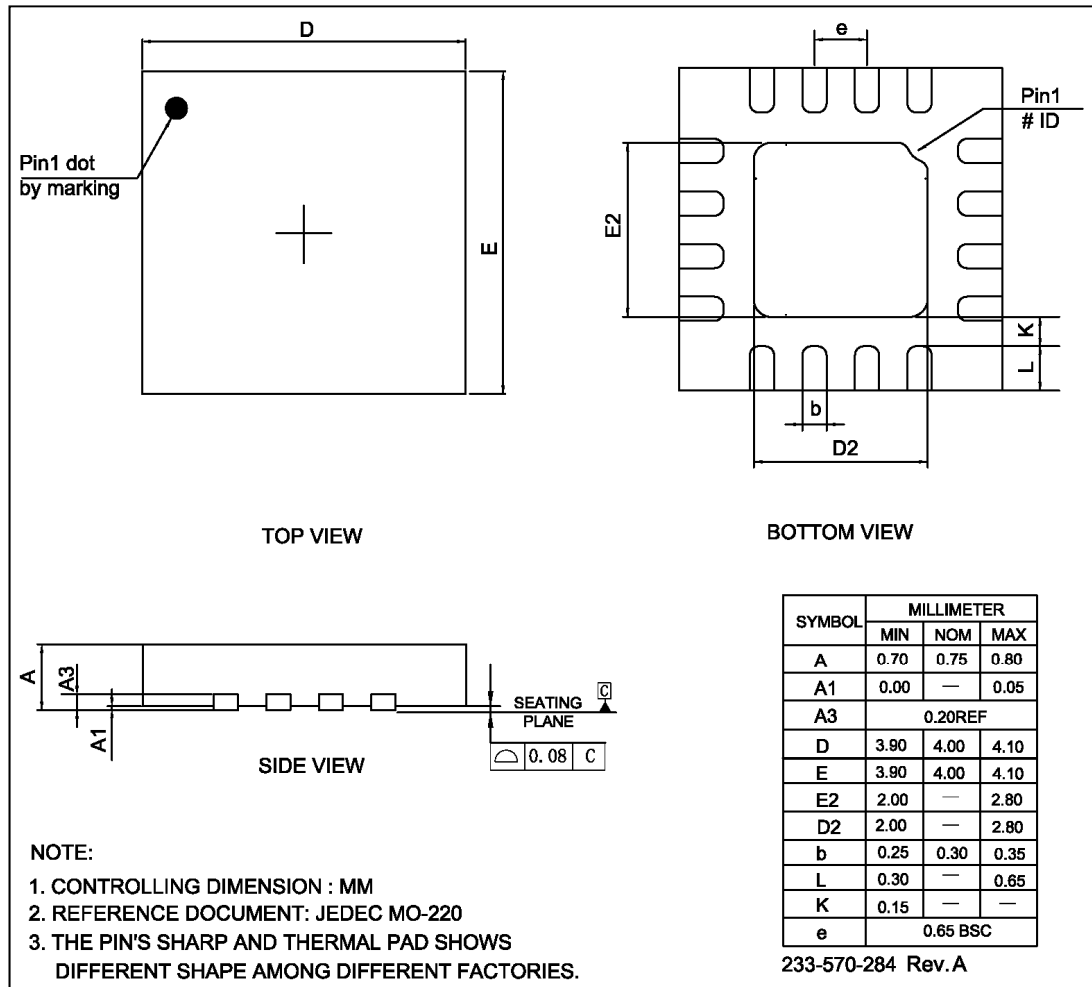 D
Pin1 dot
by marking
E
TOP VIEW
e
Pin1
# ID
E2
K
L
b
D2
BOTTOM VIEW
A
A3
A1
SEATING
PLANE
C
0.08 C
SIDE VIEW
SYMBOL MILLIMETER
MIN NOM MAX
A 0.70 0.75 0.80
A1 0.00 — 0.05
A3 0.20REF
D 3.90 4.00 4.10
E 3.90 4.00 4.10
E2 2.00 — 2.80
D2 2.00 — 2.80
b 0.25 0.30 0.35
L 0.30 — 0.65
K 0.15 — —
e 0.65 BSC
233-570-284 Rev.A
NOTE:
1. CONTROLLING DIMENSION : MM
2. REFERENCE DOCUMENT: JEDEC MO-220
3. THE PIN'S SHARP AND THERMAL PAD SHOWS
DIFFERENT SHAPE AMONG DIFFERENT FACTORIES.